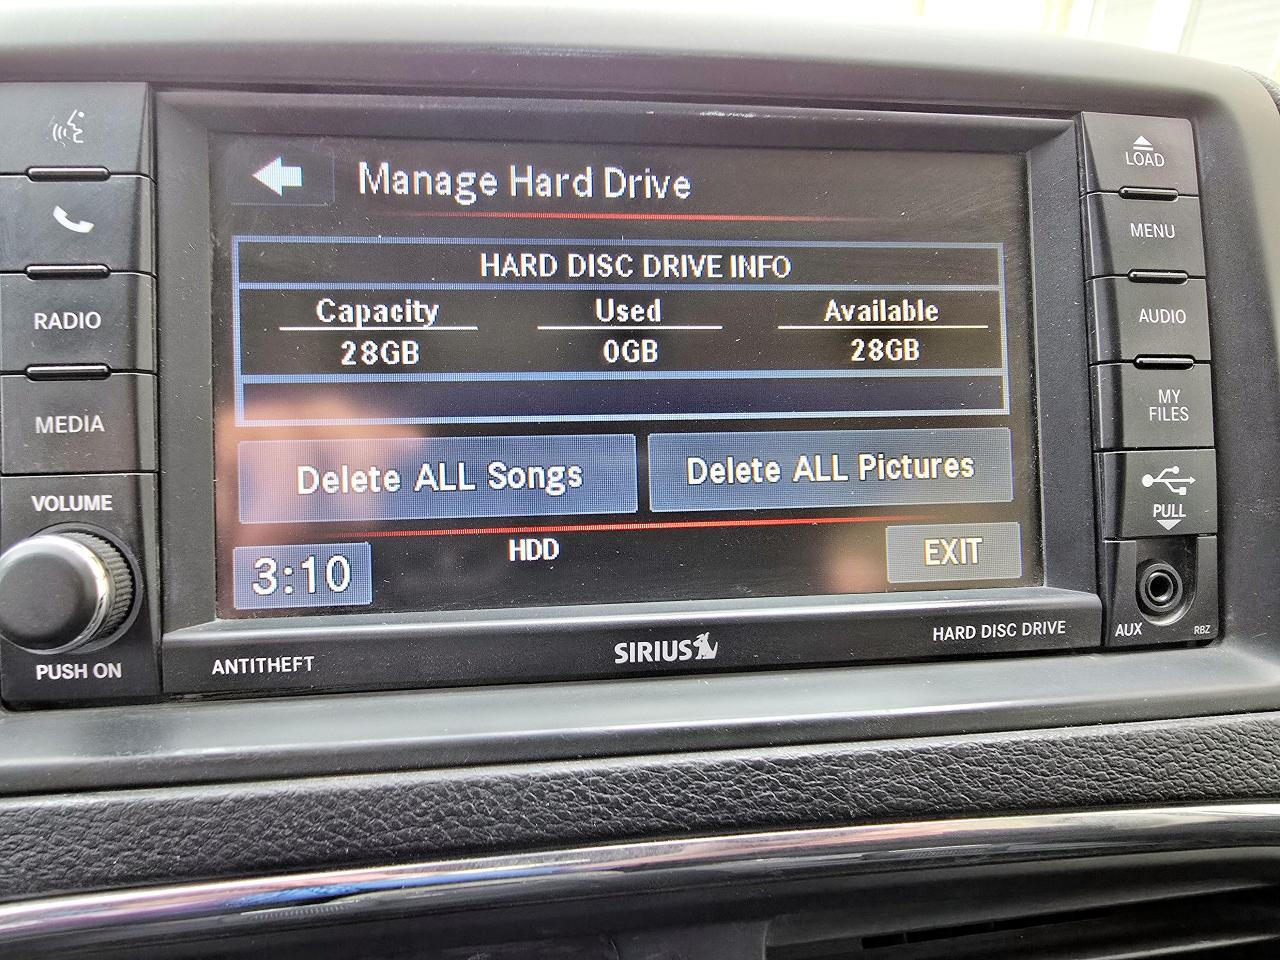 Manage Hard Drive
HARD DISC DRIVE INFO
Capacity Used Available
28GB 0GB 28GB
Delete ALL Songs Delete ALL Pictures
3:10 HDD EXIT
RADIO
MEDIA
VOLUME
PUSH ON
LOAD
MENU
AUDIO
MY
FILES
PULL
AUX RBZ
ANTITHEFT SIRIUS HARD DISC DRIVE